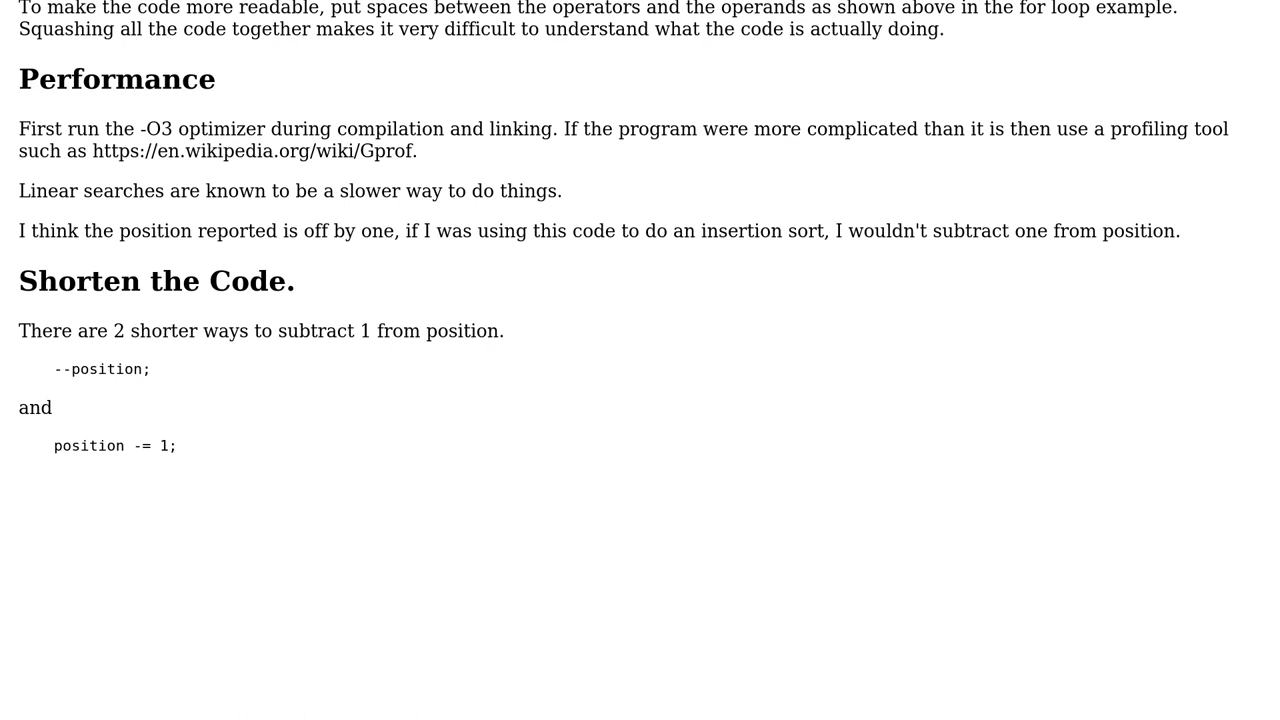 To make the code more readable, put spaces between the operators and the operands as shown above in the for loop example.
Squashing all the code together makes it very difficult to understand what the code is actually doing.
Performance
First run the -O3 optimizer during compilation and linking. If the program were more complicated than it is then use a profiling tool
such as https://en.wikipedia.org/wiki/Gprof.
Linear searches are known to be a slower way to do things.
I think the position reported is off by one, if I was using this code to do an insertion sort, I wouldn't subtract one from position.
Shorten the Code.
There are 2 shorter ways to subtract 1 from position.
--position;
and
position -= 1;